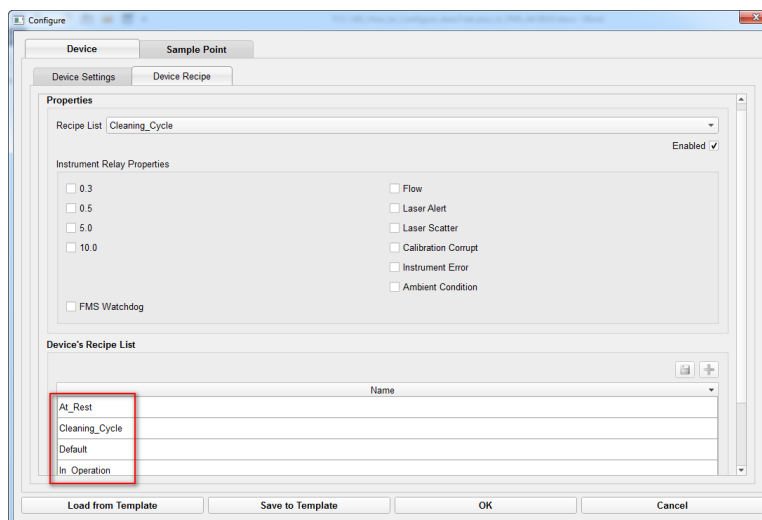 Configure
Device
Sample Point
Device Settings
Device Recipe
Properties
Recipe List Cleaning_Cycle
Enabled
Instrument Relay Properties
0.3 Flow
0.5 Laser Alert
5.0 Laser Scatter
10.0 Calibration Corrupt
Instrument Error
Ambient Condition
FMS Watchdog
Device's Recipe List
Name
At_Rest
Cleaning_Cycle
Default
In_Operation
Load from Template Save to Template OK Cancel